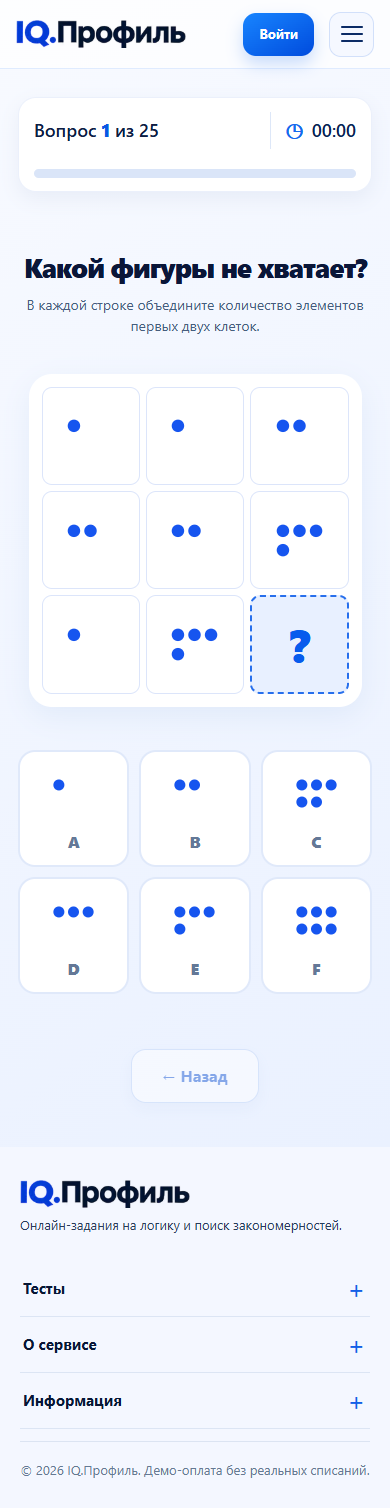 IQ.Профиль
Войти
Вопрос 1 из 25
00:00
Какой фигуры не хватает?
В каждой строке объедините количество элементов
первых двух клеток.
?
A
B
C
D
E
F
← Назад
IQ.Профиль
Онлайн-задания на логику и поиск закономерностей.
Тесты +
О сервисе +
Информация +
© 2026 IQ.Профиль. Демо-оплата без реальных списаний.